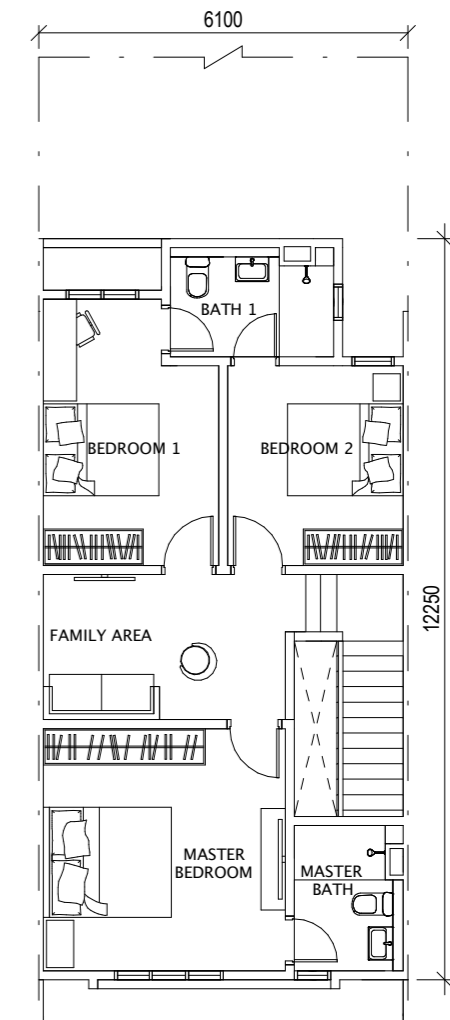 6100
BATH 1
BEDROOM 1
BEDROOM 2
12250
FAMILY AREA
MASTER
BEDROOM
MASTER
BATH